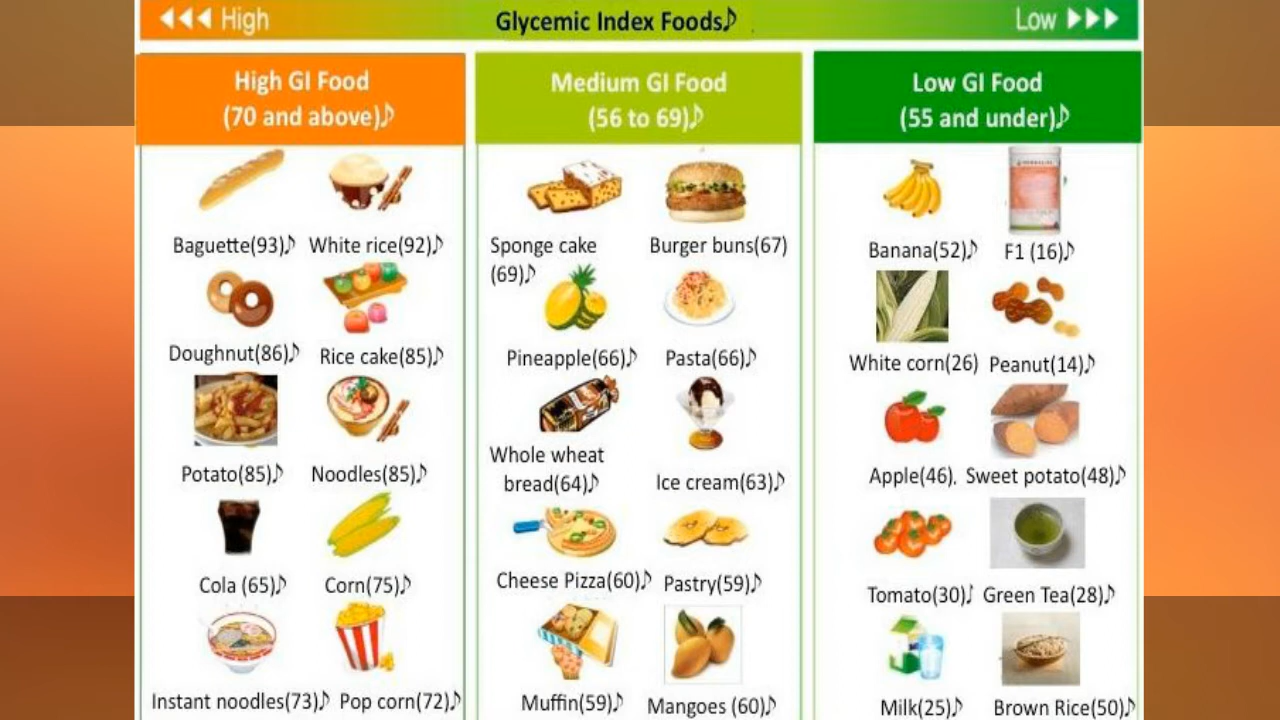 High
Glycemic Index Foods♪
Low
High GI Food
(70 and above)♪
Medium GI Food
(56 to 69)♪
Low GI Food
(55 and under)♪
Baguette(93)♪ White rice(92)♪
Doughnut(86)♪ Rice cake(85)♪
Potato(85)♪ Noodles(85)♪
Cola (65)♪ Corn(75)♪
Instant noodles(73)♪ Pop corn(72)♪
Sponge cake
(69)♪
Burger buns(67)
Pineapple(66)♪ Pasta(66)♪
Whole wheat
bread(64)♪
Ice cream(63)♪
Cheese Pizza(60)♪ Pastry(59)♪
Muffin(59)♪ Mangoes (60)♪
HERBALIFE
Banana(52)♪ F1 (16)♪
White corn(26) Peanut(14)♪
Apple(46). Sweet potato(48)♪
Tomato(30)♪ Green Tea(28)♪
Milk(25)♪ Brown Rice(50)♪